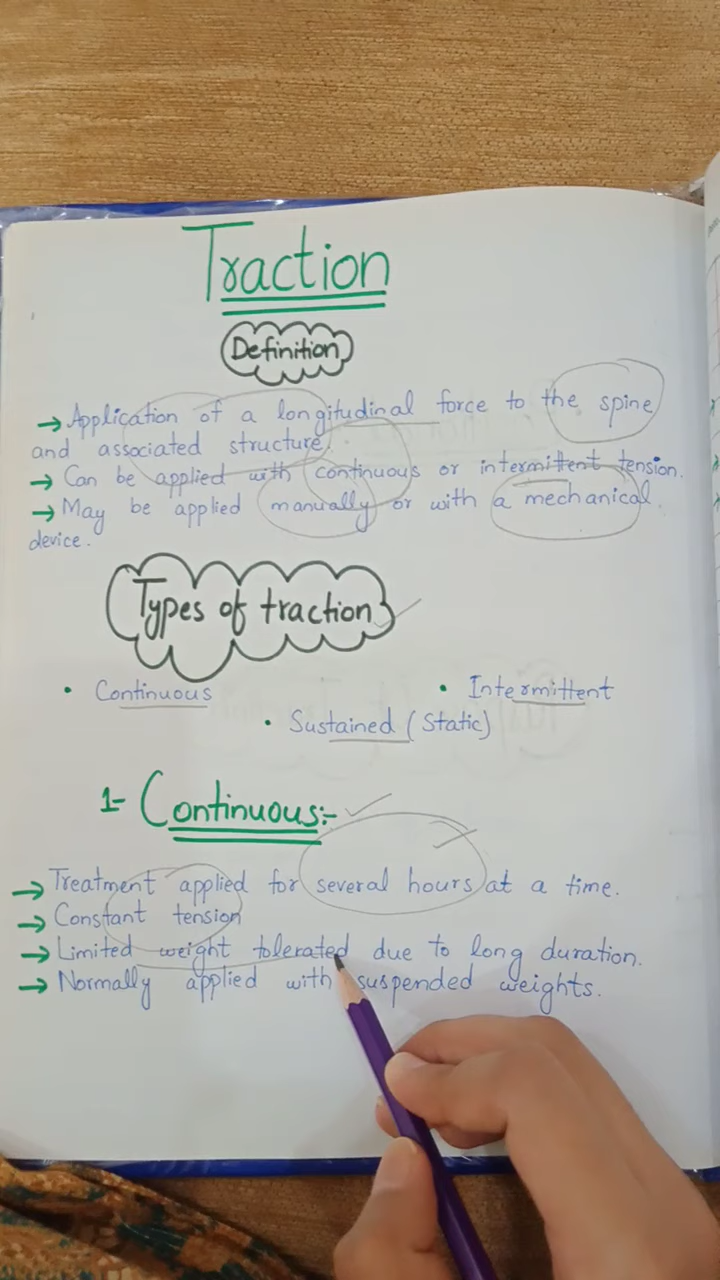 Traction
Definition
→ Application of a longitudinal force to the spine
and associated structure.
→ Can be applied with continuous or intermittent tension.
→ May be applied manually or with a mechanical
device.
Types of traction
• Continuous
• Intermittent
• Sustained (Static)
1- Continuous:-
→ Treatment applied for several hours at a time.
→ Constant tension
→ Limited weight tolerated due to long duration.
→ Normally applied with suspended weights.